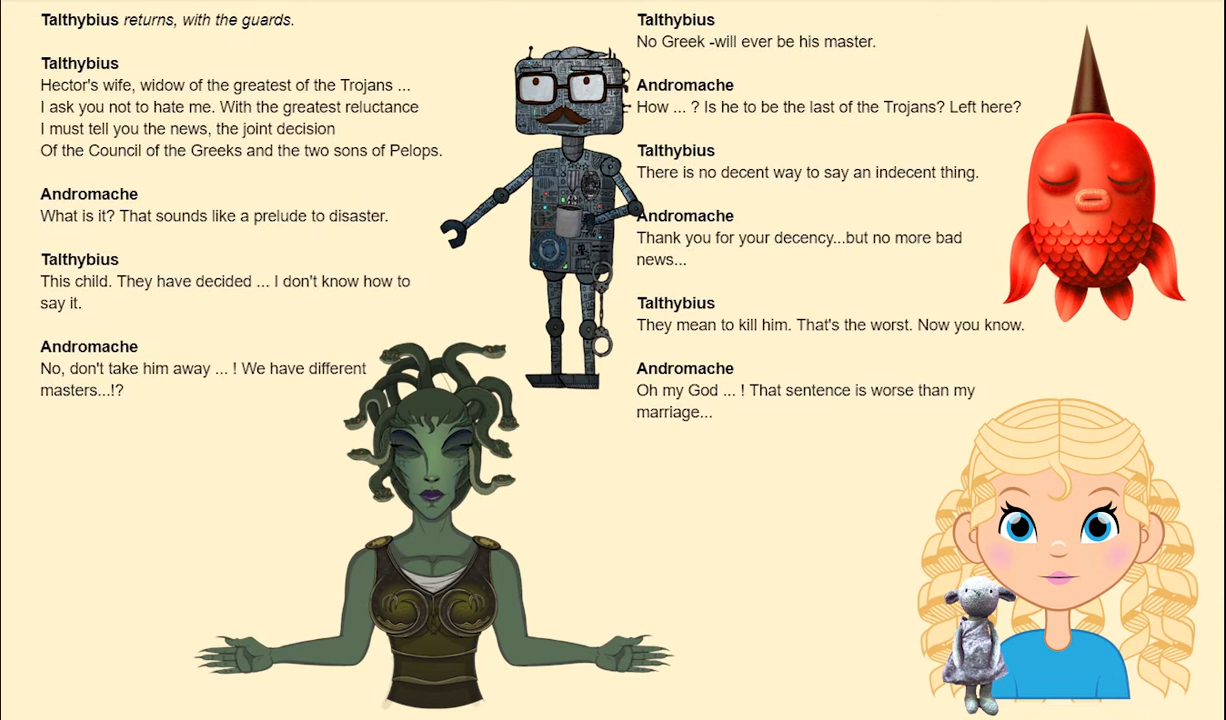 Talthybius returns, with the guards.
Talthybius
Hector's wife, widow of the greatest of the Trojans ...
I ask you not to hate me. With the greatest reluctance
I must tell you the news, the joint decision
Of the Council of the Greeks and the two sons of Pelops.
Andromache
What is it? That sounds like a prelude to disaster.
Talthybius
This child. They have decided ... I don't know how to
say it.
Andromache
No, don't take him away ... ! We have different
masters...!?
Talthybius
No Greek -will ever be his master.
Andromache
How ... ? Is he to be the last of the Trojans? Left here?
Talthybius
There is no decent way to say an indecent thing.
Andromache
Thank you for your decency...but no more bad
news...
Talthybius
They mean to kill him. That's the worst. Now you know.
Andromache
Oh my God ... ! That sentence is worse than my
marriage...